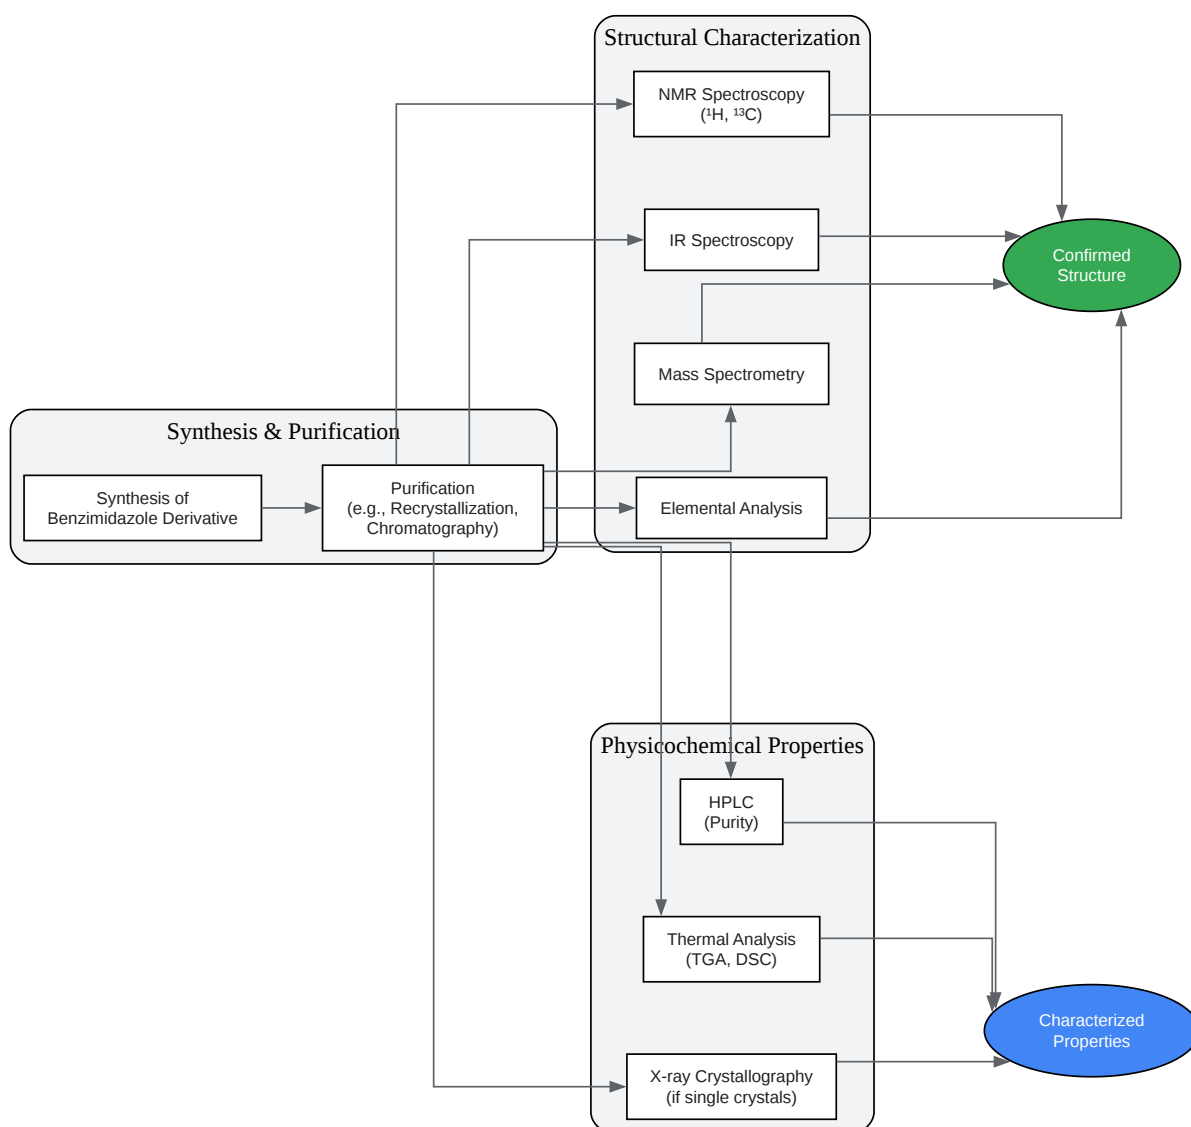 Structural Characterization
NMR Spectroscopy
(¹H, ¹³C)
IR Spectroscopy
Confirmed
Structure
Mass Spectrometry
Synthesis & Purification
Synthesis of
Benzimidazole Derivative
Purification
(e.g., Recrystallization,
Chromatography)
Elemental Analysis
Physicochemical Properties
HPLC
(Purity)
Thermal Analysis
(TGA, DSC)
Characterized
Properties
X-ray Crystallography
(if single crystals)